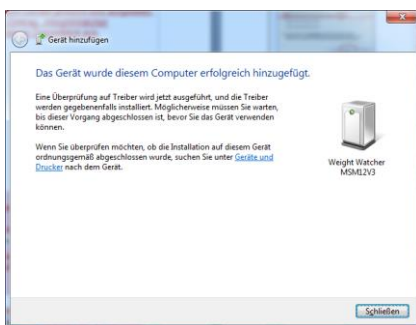 Gerät hinzufügen
Das Gerät wurde diesem Computer erfolgreich hinzugefügt.
Eine Überprüfung auf Treiber wird jetzt ausgeführt, und die Treiber
werden gegebenenfalls installiert. Möglicherweise müssen Sie warten,
bis dieser Vorgang abgeschlossen ist, bevor Sie das Gerät verwenden
können.
Wenn Sie überprüfen möchten, ob die Installation auf diesem Gerät
ordnungsgemäß abgeschlossen wurde, suchen Sie unter Geräte und
Drucker nach dem Gerät.
Weight Watcher
MSM12V3
Schließen